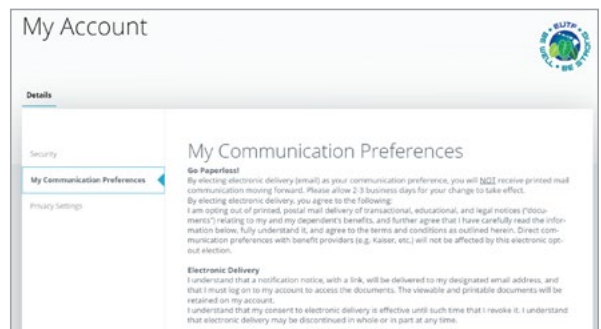 My Account
EUTF
BE WELL • BE STRO
Details
Security
My Communication Preferences
Privacy Settings
My Communication Preferences
Go Paperless!
By electing electronic delivery (email) as your communication preference, you will NOT receive printed mail
communication moving forward. Please allow 2-3 business days for your change to take effect.
By electing electronic delivery, you agree to the following:
I am opting out of printed, postal mail delivery of transactional, educational, and legal notices ("docu-
ments") relating to my and my dependent's benefits, and further agree that I have carefully read the infor-
mation below, fully understand it, and agree to the terms and conditions as outlined herein. Direct com-
munication preferences with benefit providers (e.g. Kaiser, etc.) will not be affected by this electronic opt-
out election.
Electronic Delivery
I understand that a notification notice, with a link, will be delivered to my designated email address, and
that I must log on to my account to access the documents. The viewable and printable documents will be
retained on my account.
I understand that my consent to electronic delivery is effective until such time that I revoke it. I understand
that electronic delivery may be discontinued in whole or in part at any time.